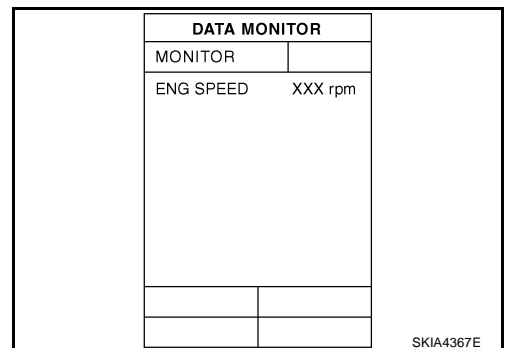 DATA MONITOR
MONITOR
ENG SPEED XXX rpm
SKIA4367E